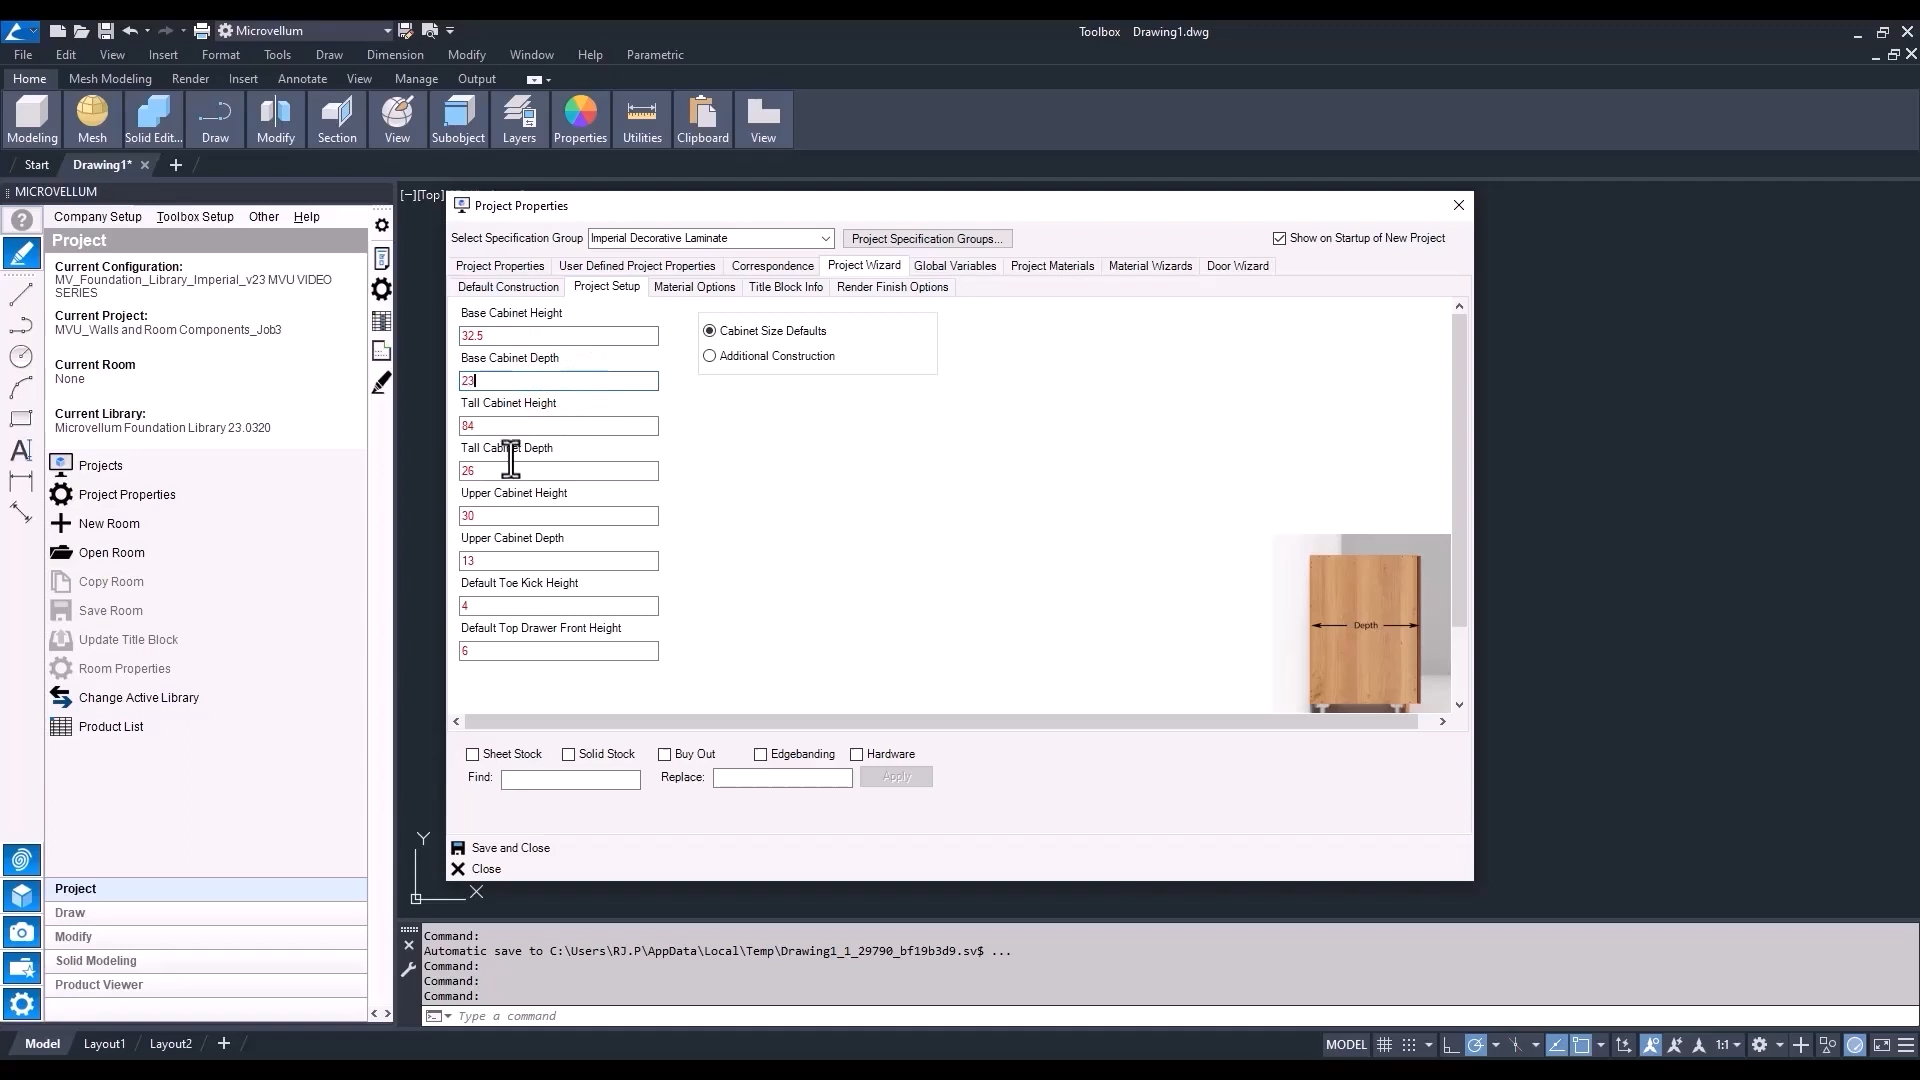 Microvellum
Toolbox Drawing1.dwg
File Edit View Insert Format Tools Draw Dimension Modify Window Help Parametric
Home Mesh Modeling Render Insert Annotate View Manage Output
Modeling Mesh Solid Edit... Draw Modify Section View Subobject Layers Properties Utilities Clipboard View
Start Drawing1*
MICROVELLUM
[−][Top]
Company Setup Toolbox Setup Other Help
Project
Current Configuration:
MV_Foundation_Library_Imperial_v23 MVU VIDEO
SERIES
Current Project:
MVU_Walls and Room Components_Job3
Current Room
None
Current Library:
Microvellum Foundation Library 23.0320
Projects
Project Properties
New Room
Open Room
Copy Room
Save Room
Update Title Block
Room Properties
Change Active Library
Product List
Project
Draw
Modify
Solid Modeling
Product Viewer
Project Properties
Select Specification Group Imperial Decorative Laminate Project Specification Groups... Show on Startup of New Project
Project Properties User Defined Project Properties Correspondence Project Wizard Global Variables Project Materials Material Wizards Door Wizard
Default Construction Project Setup Material Options Title Block Info Render Finish Options
Base Cabinet Height
32.5
Base Cabinet Depth
23
Tall Cabinet Height
84
Tall Cabinet Depth
26
Upper Cabinet Height
30
Upper Cabinet Depth
13
Default Toe Kick Height
4
Default Top Drawer Front Height
6
Cabinet Size Defaults
Additional Construction
Depth
Sheet Stock Solid Stock Buy Out Edgebanding Hardware
Find: Replace: Apply
Save and Close
Close
Y
X
Command:
Automatic save to C:\Users\RJ.P\AppData\Local\Temp\Drawing1_1_29790_bf19b3d9.sv$ ...
Command:
Command:
Command:
Type a command
Model Layout1 Layout2
MODEL 1:1